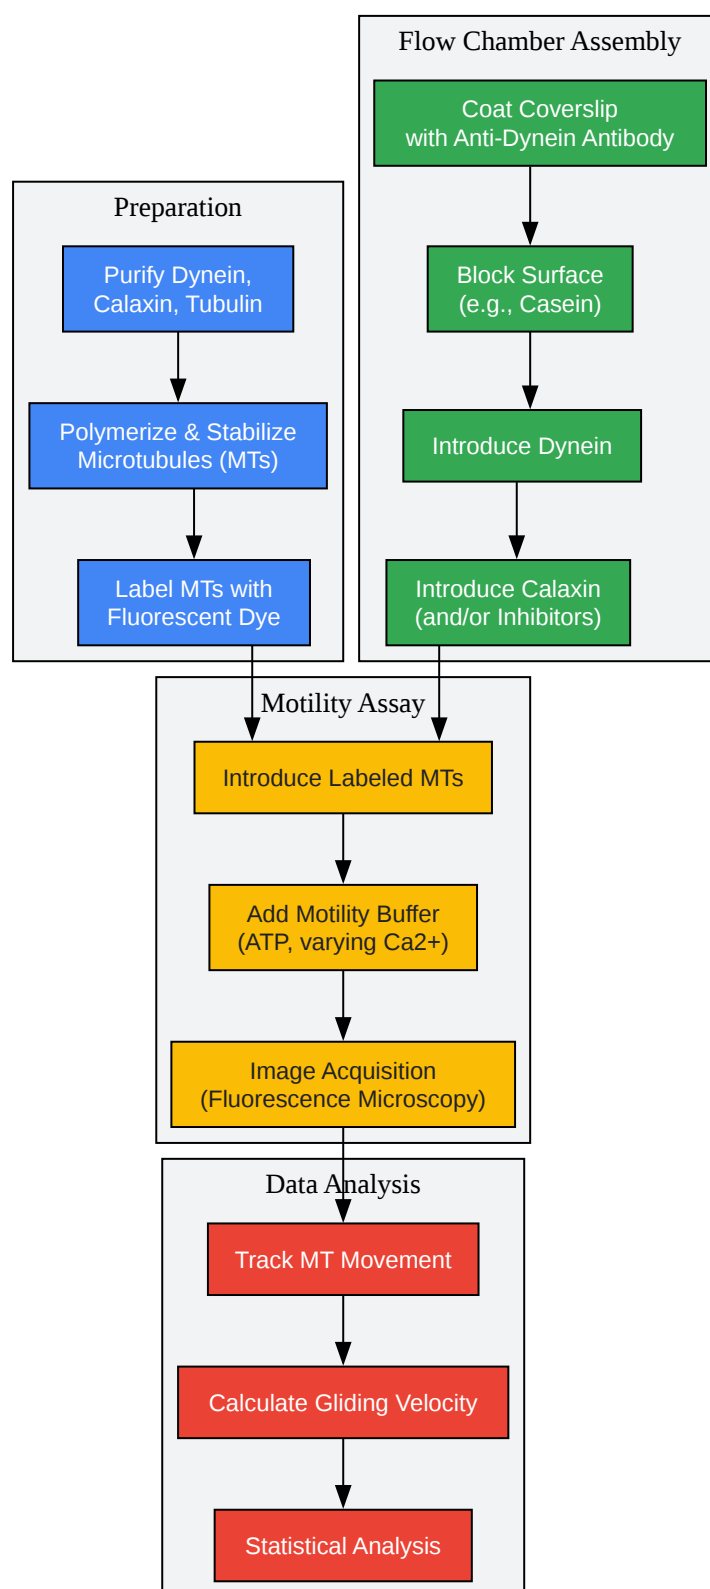 Flow Chamber Assembly
Coat Coverslip
with Anti-Dynein Antibody
Block Surface
(e.g., Casein)
Introduce Dynein
Introduce Calaxin
(and/or Inhibitors)
Preparation
Purify Dynein,
Calaxin, Tubulin
Polymerize & Stabilize
Microtubules (MTs)
Label MTs with
Fluorescent Dye
Motility Assay
Introduce Labeled MTs
Add Motility Buffer
(ATP, varying Ca2+)
Image Acquisition
(Fluorescence Microscopy)
Data Analysis
Track MT Movement
Calculate Gliding Velocity
Statistical Analysis